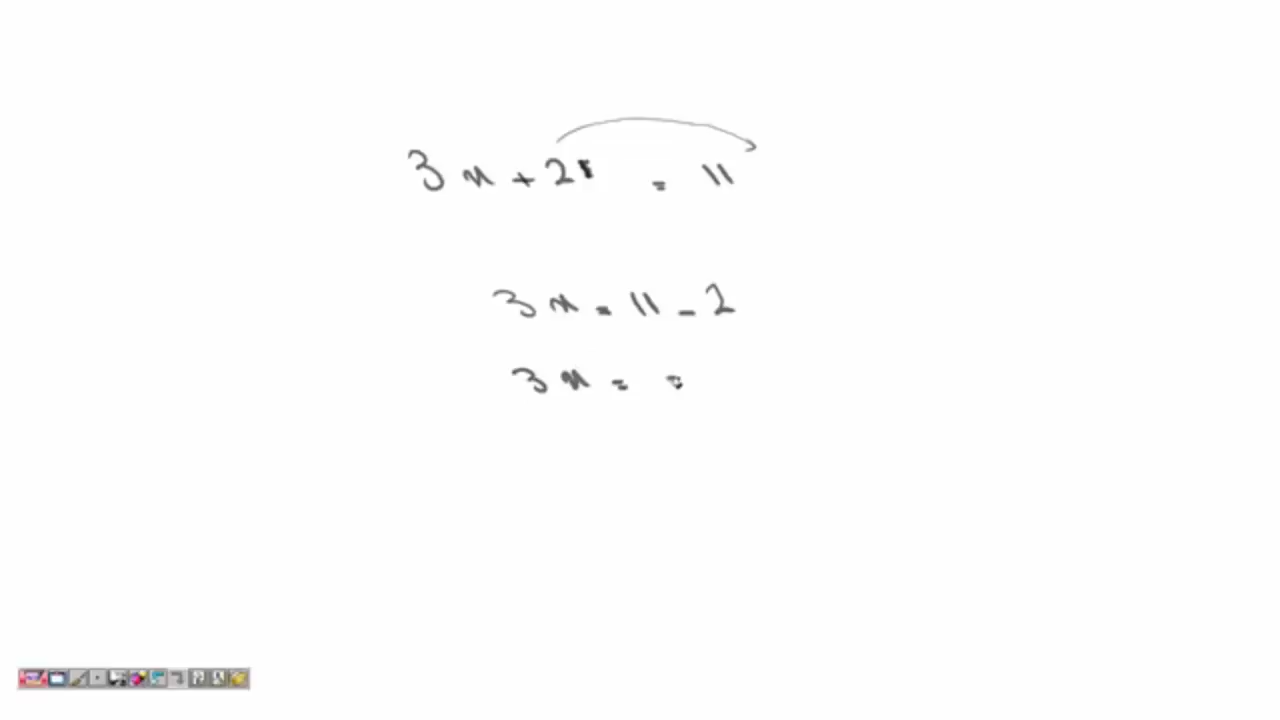 3x + 2 = 11
3x = 11 - 2
3x =